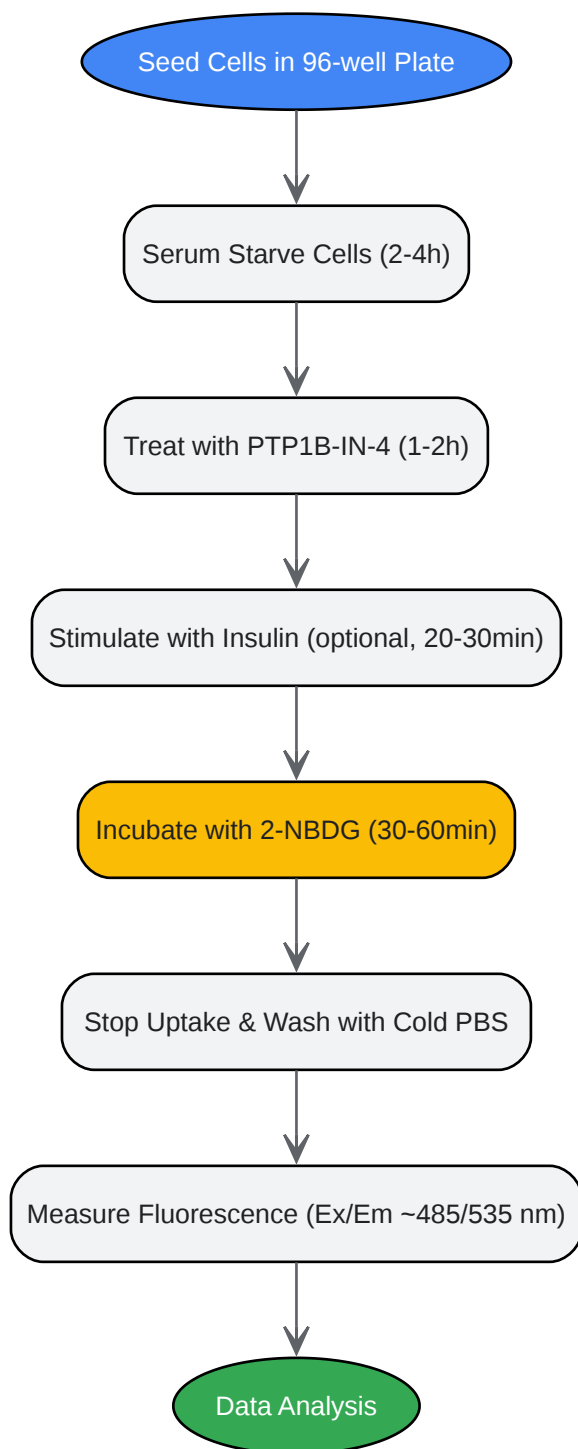 Seed Cells in 96-well Plate
Serum Starve Cells (2-4h)
Treat with PTP1B-IN-4 (1-2h)
Stimulate with Insulin (optional, 20-30min)
Incubate with 2-NBDG (30-60min)
Stop Uptake & Wash with Cold PBS
Measure Fluorescence (Ex/Em ~485/535 nm)
Data Analysis